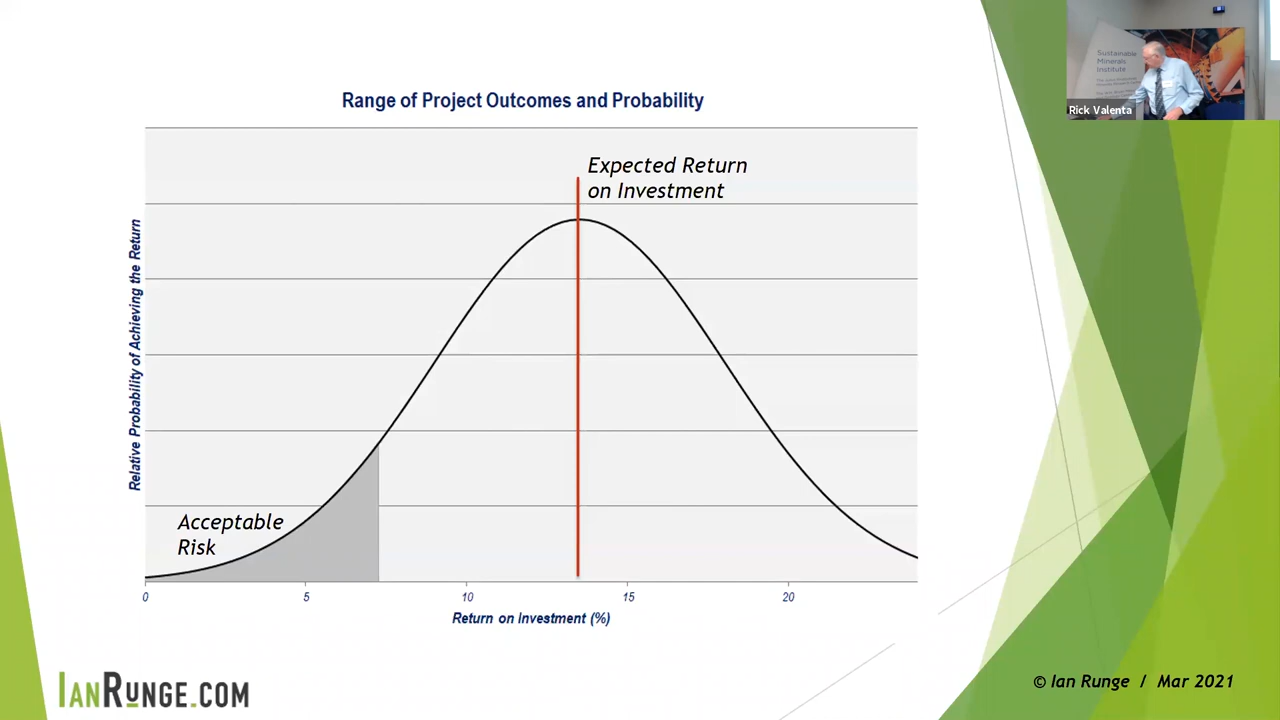 Range of Project Outcomes and Probability
Expected Return
on Investment
Relative Probability of Achieving the Return
Acceptable
Risk
0 5 10 15 20
Return on Investment (%)
IANRUNGE.COM
© Ian Runge / Mar 2021
Sustainable
Minerals
Institute
Rick Valenta